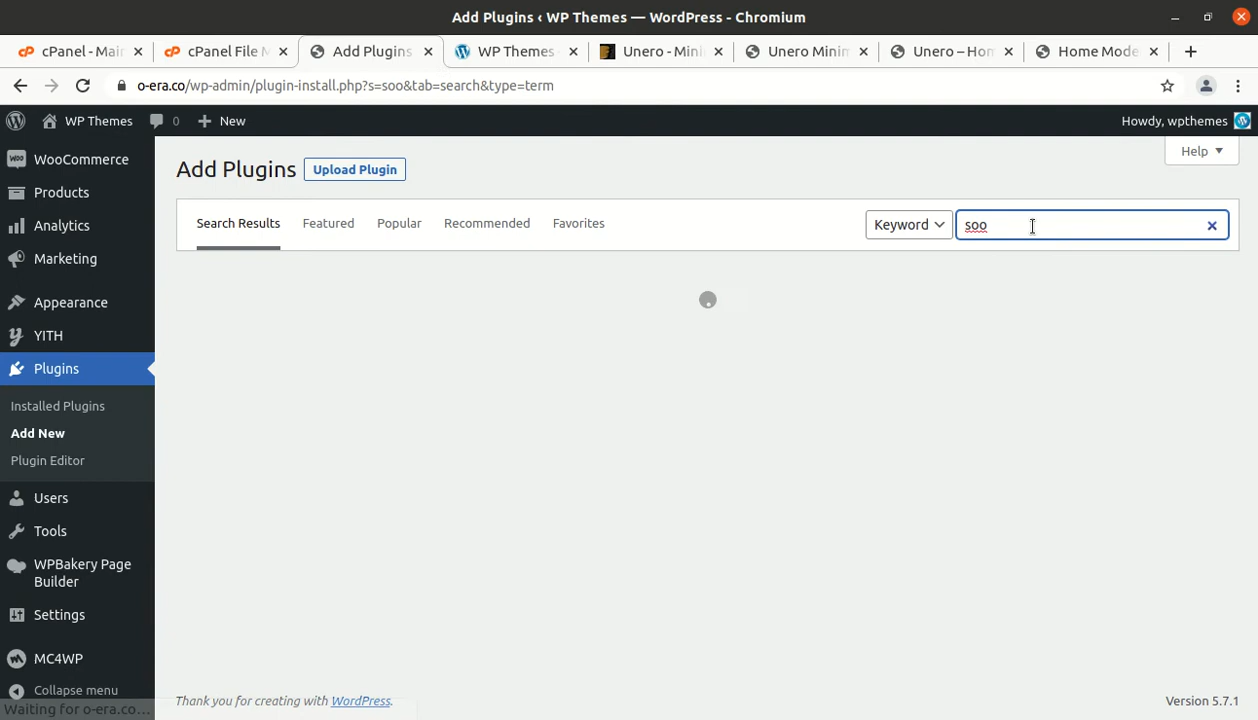 Add Plugins ‹ WP Themes — WordPress - Chromium
cPanel - Mai
cPanel File M
Add Plugins
WP Themes
Unero - Mini
Unero Minim
Unero – Hom
Home Mode
o-era.co/wp-admin/plugin-install.php?s=soo&tab=search&type=term
WP Themes
0
New
Howdy, wpthemes
WooCommerce
Products
Analytics
Marketing
Appearance
YITH
Plugins
Installed Plugins
Add New
Plugin Editor
Users
Tools
WPBakery Page
Builder
Settings
MC4WP
Collapse menu
Waiting for o-era.co...
Add Plugins
Upload Plugin
Help
Search Results
Featured
Popular
Recommended
Favorites
Keyword
soo
Thank you for creating with WordPress.
Version 5.7.1